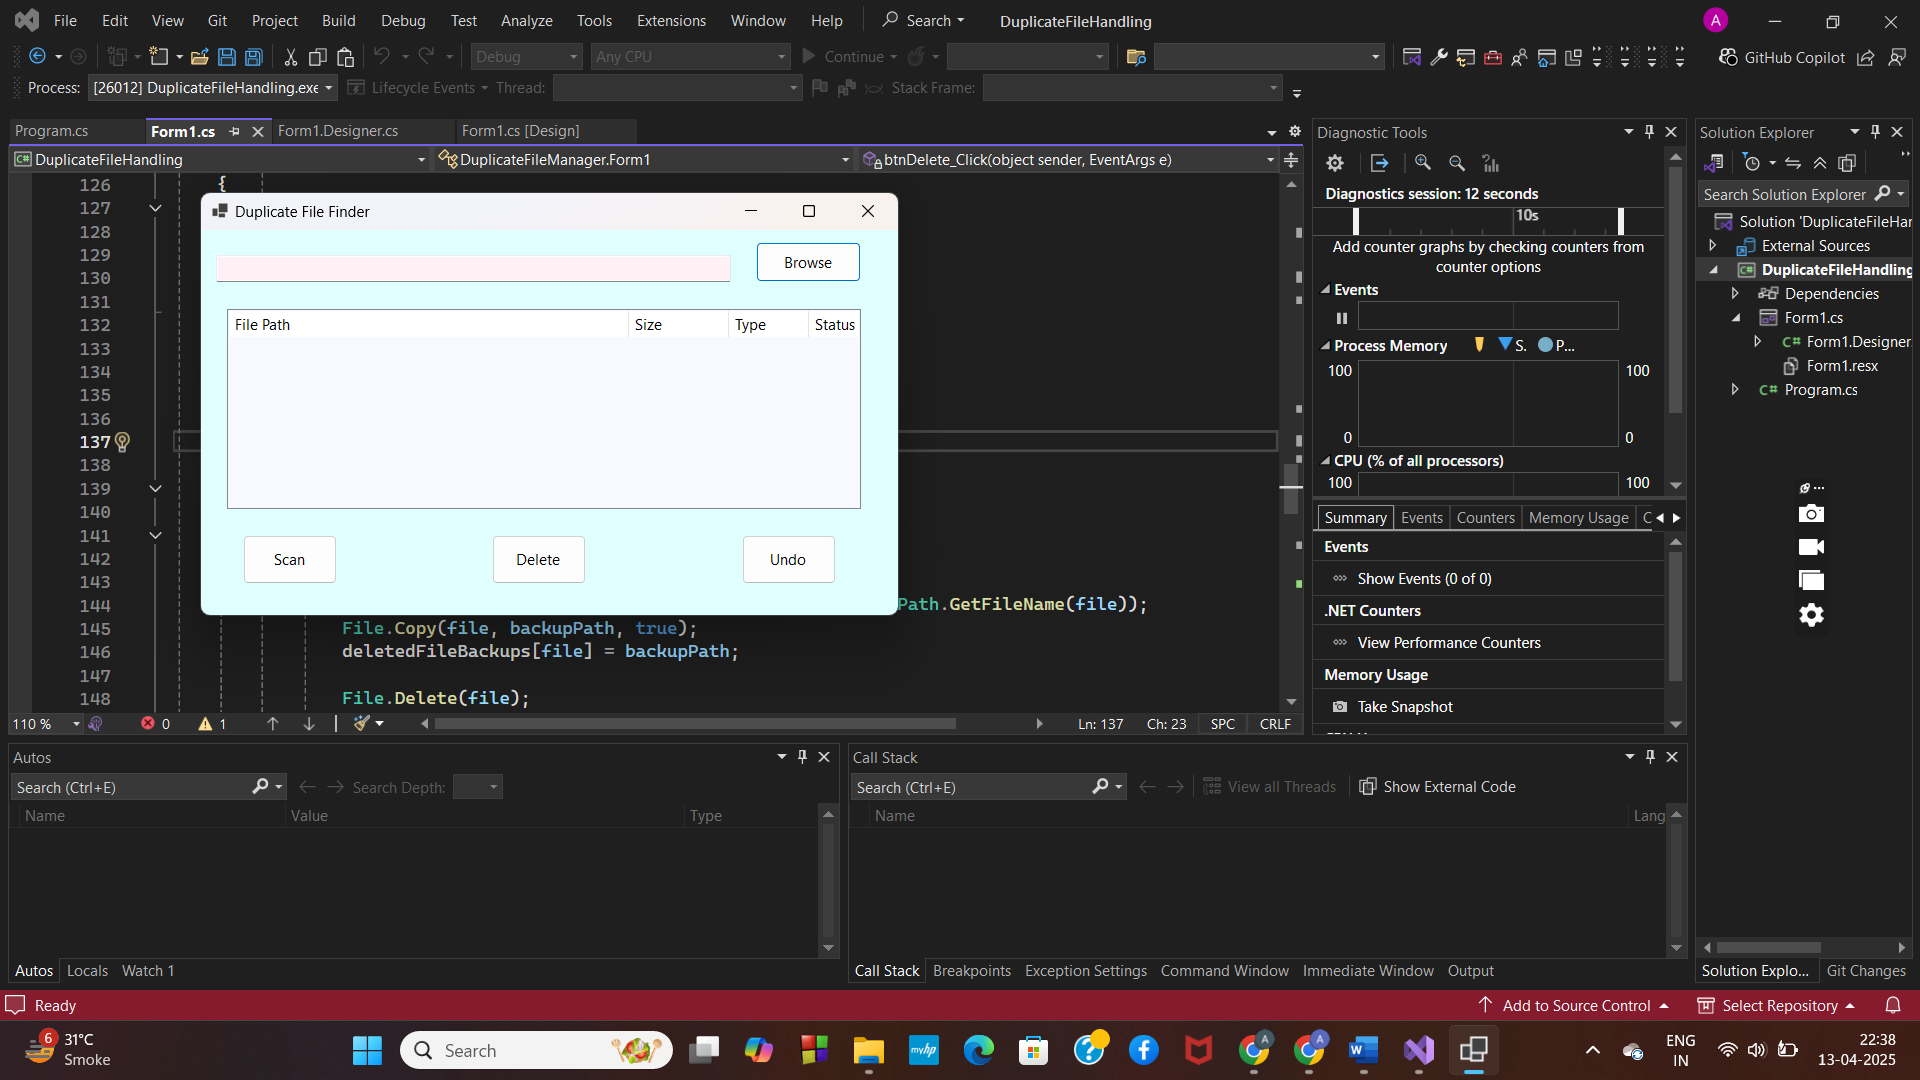 File Edit View Git Project Build Debug Test Analyze Tools Extensions Window Help Search DuplicateFileHandling A
Debug Any CPU Continue GitHub Copilot
Process: [26012] DuplicateFileHandling.exe Lifecycle Events Thread: Stack Frame:
Program.cs Form1.cs Form1.Designer.cs Form1.cs [Design]
C# DuplicateFileHandling DuplicateFileManager.Form1 btnDelete_Click(object sender, EventArgs e)
126 {
127
128
129
130
131
132
133
134
135
136
137
138
139
140
141
142
143
144 Path.GetFileName(file));
145 File.Copy(file, backupPath, true);
146 deletedFileBackups[file] = backupPath;
147
148 File.Delete(file);
Duplicate File Finder
Browse
File Path Size Type Status
Scan Delete Undo
110 % 0 1 Ln: 137 Ch: 23 SPC CRLF
Diagnostic Tools
Diagnostics session: 12 seconds
10s
Add counter graphs by checking counters from
counter options
Events
Process Memory S. P...
100 100
0 0
CPU (% of all processors)
100 100
Summary Events Counters Memory Usage C
Events
Show Events (0 of 0)
.NET Counters
View Performance Counters
Memory Usage
Take Snapshot
Solution Explorer
Search Solution Explorer
Solution 'DuplicateFileHar
External Sources
C# DuplicateFileHandling
Dependencies
Form1.cs
C# Form1.Designer.
Form1.resx
C# Program.cs
Autos
Search (Ctrl+E) Search Depth:
Name Value Type
Autos Locals Watch 1
Call Stack
Search (Ctrl+E) View all Threads Show External Code
Name Lang
Call Stack Breakpoints Exception Settings Command Window Immediate Window Output
Solution Explo... Git Changes
Ready Add to Source Control Select Repository
6 31°C
Smoke
Search
myhp
A A
ENG
IN
22:38
13-04-2025